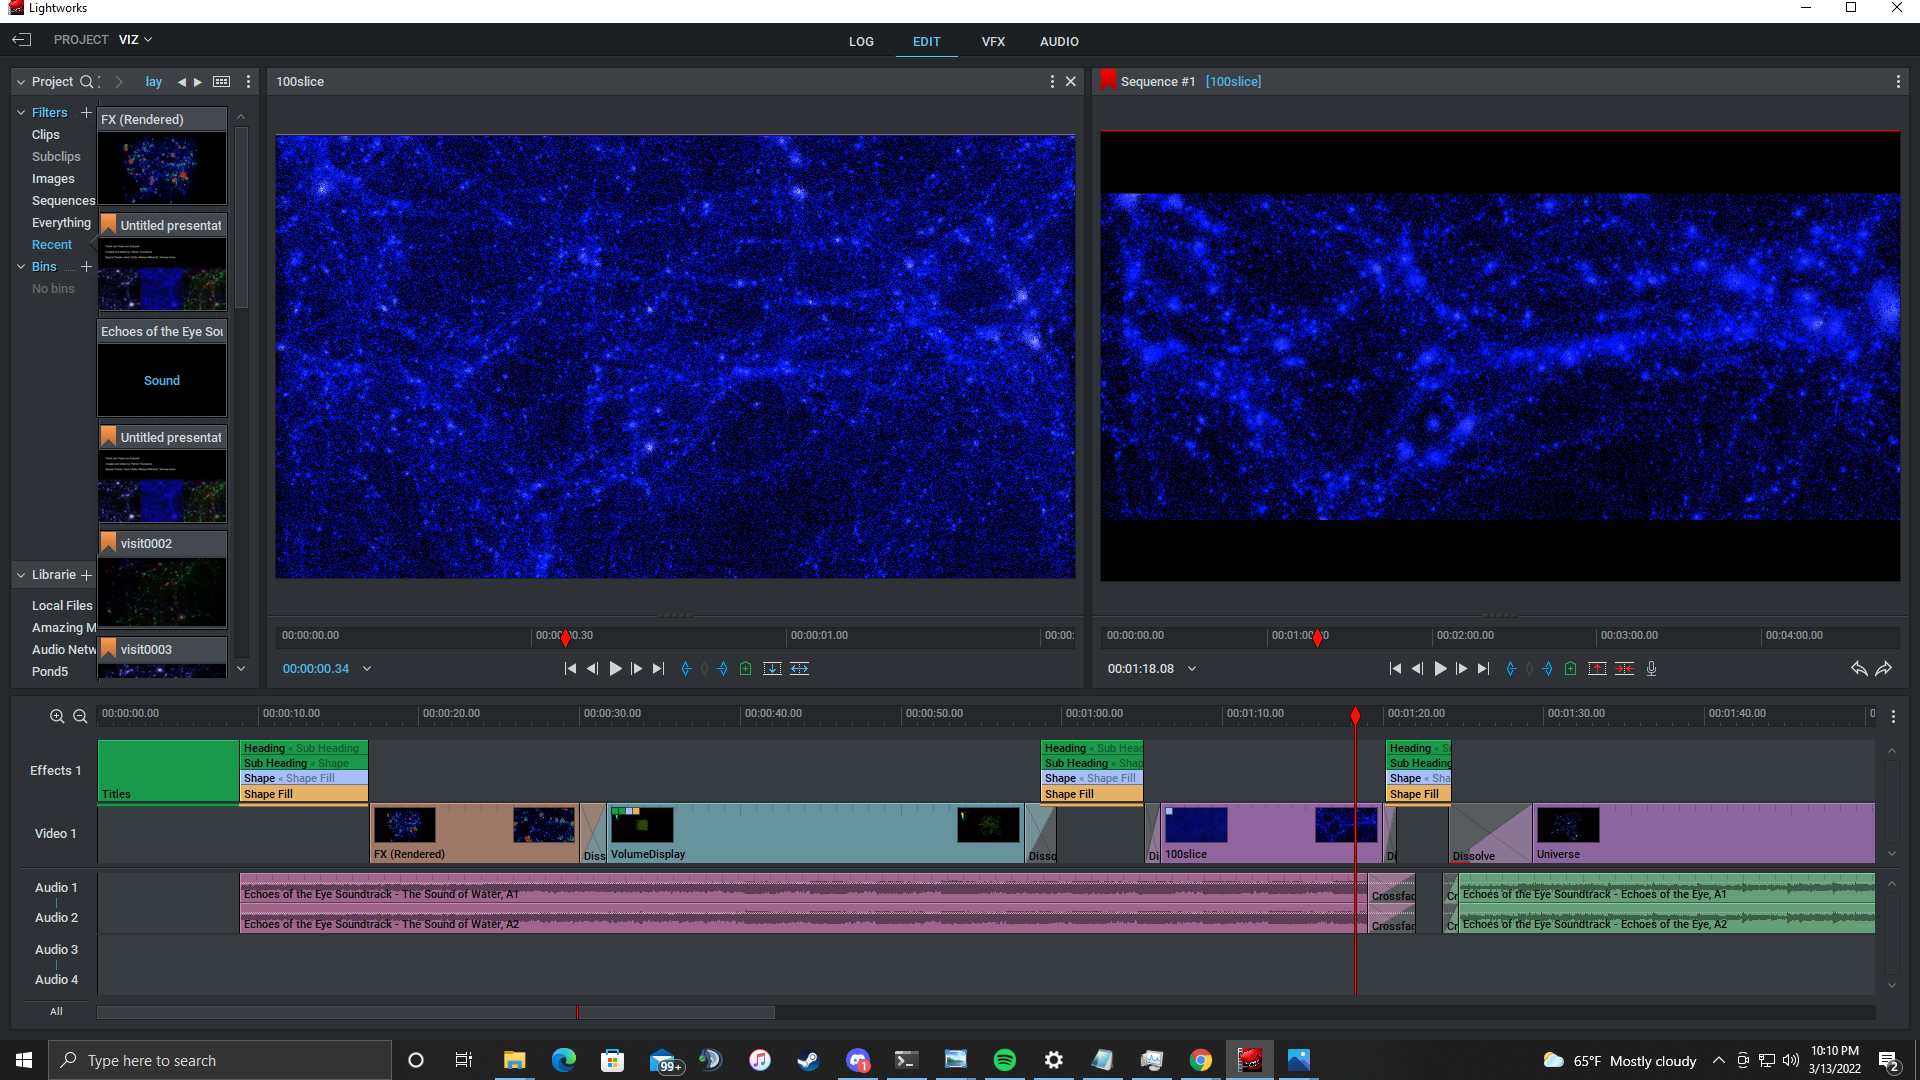 Lightworks
PROJECT VIZ
LOG
EDIT
VFX
AUDIO
Project
lay
Filters
Clips
Subclips
Images
Sequences
Everything
Recent
Bins
No bins
Librarie
Local Files
Amazing M
Audio Netw
Pond5
FX (Rendered)
Untitled presentat
Echoes of the Eye Sou
Sound
Untitled presentat
visit0002
visit0003
100slice
00:00:00.00
00:00:00.30
00:00:01.00
00:00:
00:00:00.34
Sequence #1 [100slice]
00:00:00.00
00:01:00.00
00:02:00.00
00:03:00.00
00:04:00.00
00:01:18.08
00:00:00.00
00:00:10.00
00:00:20.00
00:00:30.00
00:00:40.00
00:00:50.00
00:01:00.00
00:01:10.00
00:01:20.00
00:01:30.00
00:01:40.00
0
Effects 1
Titles
Heading « Sub Heading
Sub Heading « Shape
Shape « Shape Fill
Shape Fill
Heading « Sub Head
Sub Heading « Shap
Shape « Shape Fill
Shape Fill
Heading « S
Sub Heading
Shape « Sha
Shape Fill
Video 1
FX (Rendered)
Diss
VolumeDisplay
Disso
Di
100slice
Di
Dissolve
Universe
Audio 1
Echoes of the Eye Soundtrack - The Sound of Water, A1
Crossfac
Cr
Echoes of the Eye Soundtrack - Echoes of the Eye, A1
Audio 2
Echoes of the Eye Soundtrack - The Sound of Water, A2
Crossfac
Cr
Echoes of the Eye Soundtrack - Echoes of the Eye, A2
Audio 3
Audio 4
All
Type here to search
99+
1
65°F Mostly cloudy
10:10 PM
3/13/2022
2